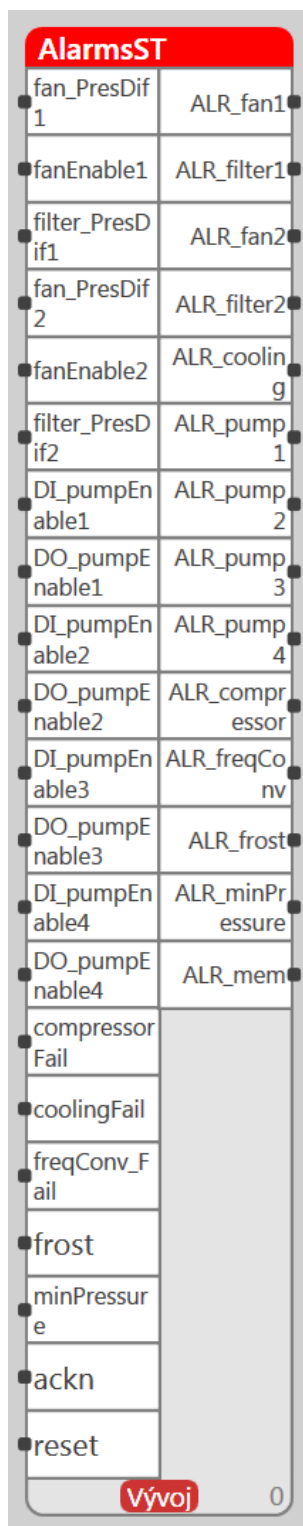 AlarmsST
fan_PresDif
1
ALR_fan1
fanEnable1
ALR_filter1
filter_PresD
if1
ALR_fan2
fan_PresDif
2
ALR_filter2
fanEnable2
ALR_coolin
g
filter_PresD
if2
ALR_pump
1
DI_pumpEn
able1
ALR_pump
2
DO_pumpE
nable1
ALR_pump
3
DI_pumpEn
able2
ALR_pump
4
DO_pumpE
nable2
ALR_compr
essor
DI_pumpEn
able3
ALR_freqCo
nv
DO_pumpE
nable3
ALR_frost
DI_pumpEn
able4
ALR_minPr
essure
DO_pumpE
nable4
ALR_mem
compressor
Fail
coolingFail
freqConv_F
ail
frost
minPressur
e
ackn
reset
Vývoj 0